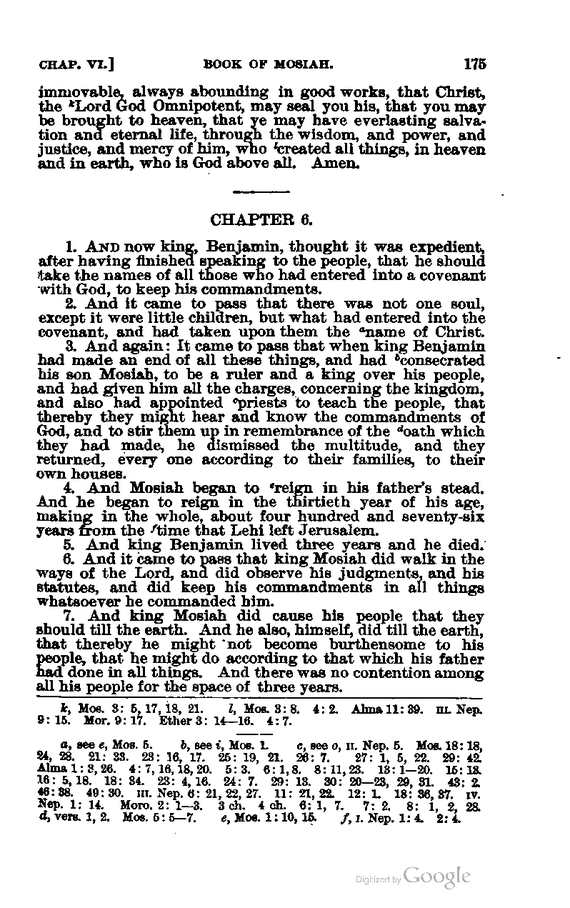 CHAP. VI.] BOOK OF MOSIAH. 175
immovable, always abounding in good works, that Christ,
the ᵏLord God Omnipotent, may seal you his, that you may
be brought to heaven, that ye may have everlasting salva-
tion and eternal life, through the wisdom, and power, and
justice, and mercy of him, who ˡcreated all things, in heaven
and in earth, who is God above all. Amen.
CHAPTER 6.
1. AND now king, Benjamin, thought it was expedient,
after having finished speaking to the people, that he should
take the names of all those who had entered into a covenant
with God, to keep his commandments.
2. And it came to pass that there was not one soul,
except it were little children, but what had entered into the
covenant, and had taken upon them the ᵃname of Christ.
3. And again: It came to pass that when king Benjamin
had made an end of all these things, and had ᵇconsecrated
his son Mosiah, to be a ruler and a king over his people,
and had given him all the charges, concerning the kingdom,
and also had appointed ᶜpriests to teach the people, that
thereby they might hear and know the commandments of
God, and to stir them up in remembrance of the ᵈoath which
they had made, he dismissed the multitude, and they
returned, every one according to their families, to their
own houses.
4. And Mosiah began to ᵉreign in his father's stead.
And he began to reign in the thirtieth year of his age,
making in the whole, about four hundred and seventy-six
years from the ᶠtime that Lehi left Jerusalem.
5. And king Benjamin lived three years and he died.
6. And it came to pass that king Mosiah did walk in the
ways of the Lord, and did observe his judgments, and his
statutes, and did keep his commandments in all things
whatsoever he commanded him.
7. And king Mosiah did cause his people that they
should till the earth. And he also, himself, did till the earth,
that thereby he might not become burthensome to his
people, that he might do according to that which his father
had done in all things. And there was no contention among
all his people for the space of three years.
k, Mos. 3: 5, 17, 18, 21. l, Mos. 3: 8. 4: 2. Alma 11: 39. III. Nep.
9: 15. Mor. 9: 17. Ether 3: 14—16. 4: 7.
a, see e, Mos. 5. b, see i, Mos. 1. c, see o, II. Nep. 5. Mos. 18: 18,
24, 28. 21: 33. 23: 16, 17. 25: 19, 21. 26: 7. 27: 1, 5, 22. 29: 42.
Alma 1: 3, 26. 4: 7, 16, 18, 20. 5: 3. 6: 1, 8. 8: 11, 23. 13: 1—20. 15: 13.
16: 5, 18. 18: 34. 23: 4, 16. 24: 7. 29: 13. 30: 20—23, 29, 31. 43: 2.
46: 38. 49: 30. III. Nep. 6: 21, 22, 27. 11: 21, 22. 12: 1. 18: 36, 37. IV.
Nep. 1: 14. Moro. 2: 1—3. 3 ch. 4 ch. 6: 1, 7. 7: 2. 8: 1, 2, 28.
d, vers. 1, 2. Mos. 5: 5—7. e, Mos. 1: 10, 15. f, I. Nep. 1: 4. 2: 4.
Digitized by Google